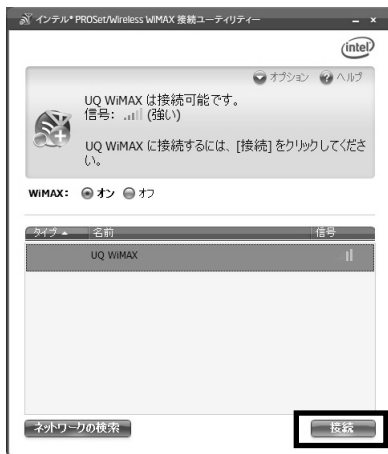 インテル® PROSet/Wireless WiMAX 接続ユーティリティー
intel
オプション ヘルプ
UQ WiMAX は接続可能です。
信号: (強い)
UQ WiMAX に接続するには、[接続] をクリックしてくださ
い。
WiMAX: オン オフ
タイプ 名前 信号
UQ WiMAX
ネットワークの検索 接続